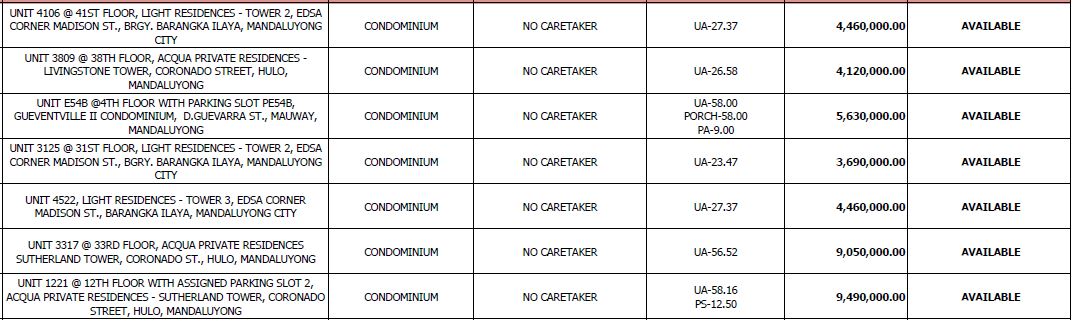 UNIT 4106 @ 41ST FLOOR, LIGHT RESIDENCES - TOWER 2, EDSA
CORNER MADISON ST., BRGY. BARANGKA ILAYA, MANDALUYONG
CITY
CONDOMINIUM
NO CARETAKER
UA-27.37
4,460,000.00
AVAILABLE
UNIT 3809 @ 38TH FLOOR, ACQUA PRIVATE RESIDENCES -
LIVINGSTONE TOWER, CORONADO STREET, HULO,
MANDALUYONG
CONDOMINIUM
NO CARETAKER
UA-26.58
4,120,000.00
AVAILABLE
UNIT E54B @4TH FLOOR WITH PARKING SLOT PE54B,
GUEVENTVILLE II CONDOMINIUM, D.GUEVARRA ST., MAUWAY,
MANDALUYONG
CONDOMINIUM
NO CARETAKER
UA-58.00
PORCH-58.00
PA-9.00
5,630,000.00
AVAILABLE
UNIT 3125 @ 31ST FLOOR, LIGHT RESIDENCES - TOWER 2, EDSA
CORNER MADISON ST., BGRY. BARANGKA ILAYA, MANDALUYONG
CITY
CONDOMINIUM
NO CARETAKER
UA-23.47
3,690,000.00
AVAILABLE
UNIT 4522, LIGHT RESIDENCES - TOWER 3, EDSA CORNER
MADISON ST., BARANGKA ILAYA, MANDALUYONG CITY
CONDOMINIUM
NO CARETAKER
UA-27.37
4,460,000.00
AVAILABLE
UNIT 3317 @ 33RD FLOOR, ACQUA PRIVATE RESIDENCES
SUTHERLAND TOWER, CORONADO ST., HULO, MANDALUYONG
CONDOMINIUM
NO CARETAKER
UA-56.52
9,050,000.00
AVAILABLE
UNIT 1221 @ 12TH FLOOR WITH ASSIGNED PARKING SLOT 2,
ACQUA PRIVATE RESIDENCES - SUTHERLAND TOWER, CORONADO
STREET, HULO, MANDALUYONG
CONDOMINIUM
NO CARETAKER
UA-58.16
PS-12.50
9,490,000.00
AVAILABLE